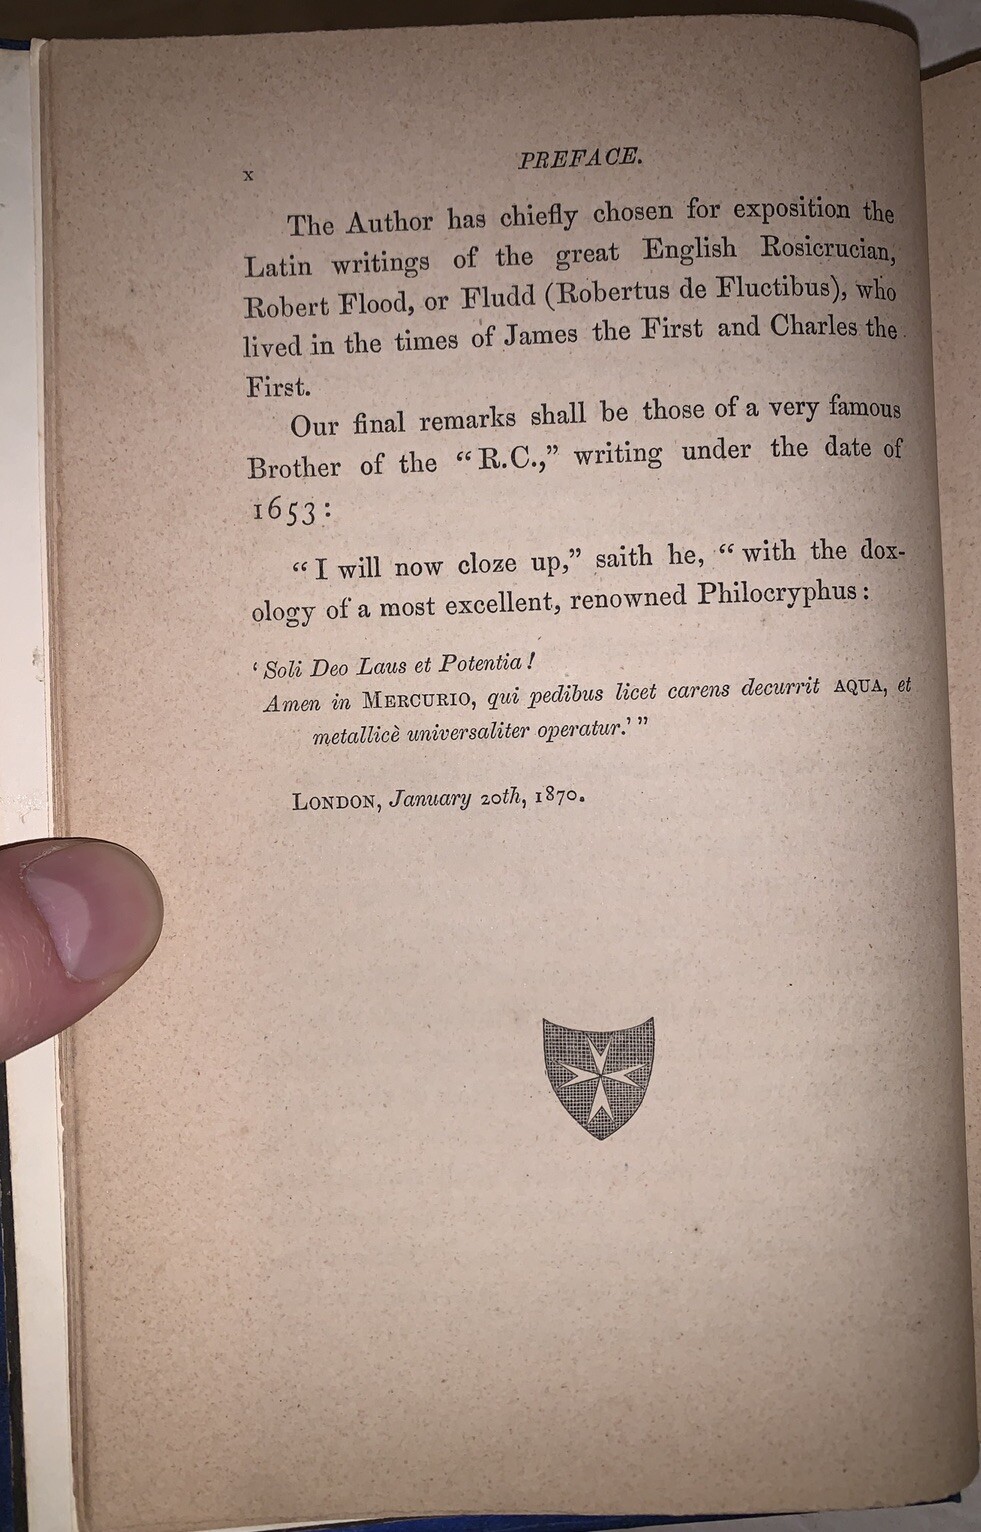 x
PREFACE.
The Author has chiefly chosen for exposition the
Latin writings of the great English Rosicrucian,
Robert Flood, or Fludd (Robertus de Fluctibus), who
lived in the times of James the First and Charles the
First.
Our final remarks shall be those of a very famous
Brother of the “R.C.,” writing under the date of
1653:
“I will now cloze up,” saith he, “with the dox-
ology of a most excellent, renowned Philocryphus:
‘Soli Deo Laus et Potentia!
Amen in MERCURIO, qui pedibus licet carens decurrit AQUA, et
metallicè universaliter operatur.’”
LONDON, January 20th, 1870.